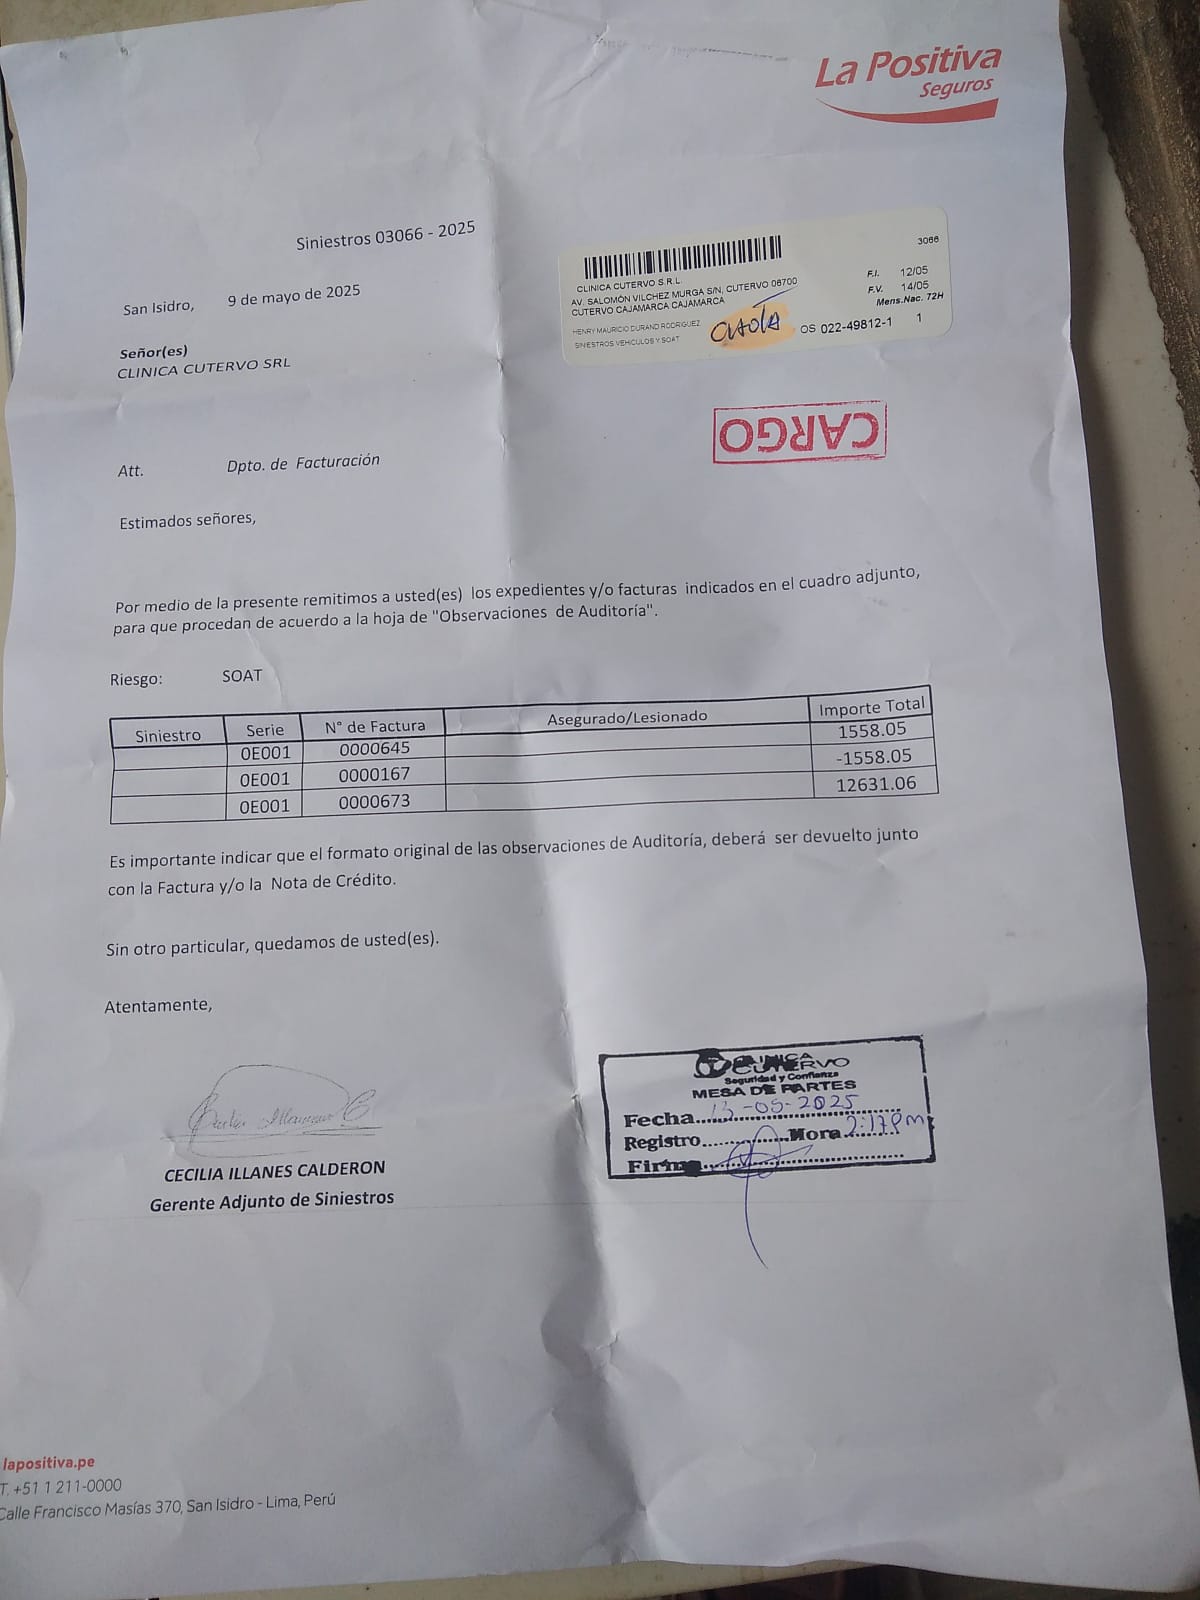 La Positiva
Seguros
Siniestros 03066 - 2025
San Isidro, 9 de mayo de 2025
Señor(es)
CLINICA CUTERVO SRL
3066
CLINICA CUTERVO S.R.L.
AV. SALOMÓN VILCHEZ MURGA S/N, CUTERVO 06700
CUTERVO CAJAMARCA CAJAMARCA
F.I. 12/05
F.V. 14/05
Mens.Nac. 72H
HENRY MAURICIO DURAND RODRIGUEZ
SINIESTROS VEHICULOS Y SOAT
CHOTA
OS 022-49812-1 1
CARGO
Att. Dpto. de Facturación
Estimados señores,
Por medio de la presente remitimos a usted(es) los expedientes y/o facturas indicados en el cuadro adjunto,
para que procedan de acuerdo a la hoja de "Observaciones de Auditoría".
Riesgo: SOAT
Siniestro Serie N° de Factura Asegurado/Lesionado Importe Total
0E001 0000645 1558.05
0E001 0000167 -1558.05
0E001 0000673 12631.06
Es importante indicar que el formato original de las observaciones de Auditoría, deberá ser devuelto junto
con la Factura y/o la Nota de Crédito.
Sin otro particular, quedamos de usted(es).
Atentamente,
CECILIA ILLANES CALDERON
Gerente Adjunto de Siniestros
CLINICA
CUTERVO
Seguridad y Confianza
MESA DE PARTES
Fecha 13-05-2025
Registro Hora 2:17pm
Firma
lapositiva.pe
T. +51 1 211-0000
Calle Francisco Masías 370, San Isidro - Lima, Perú